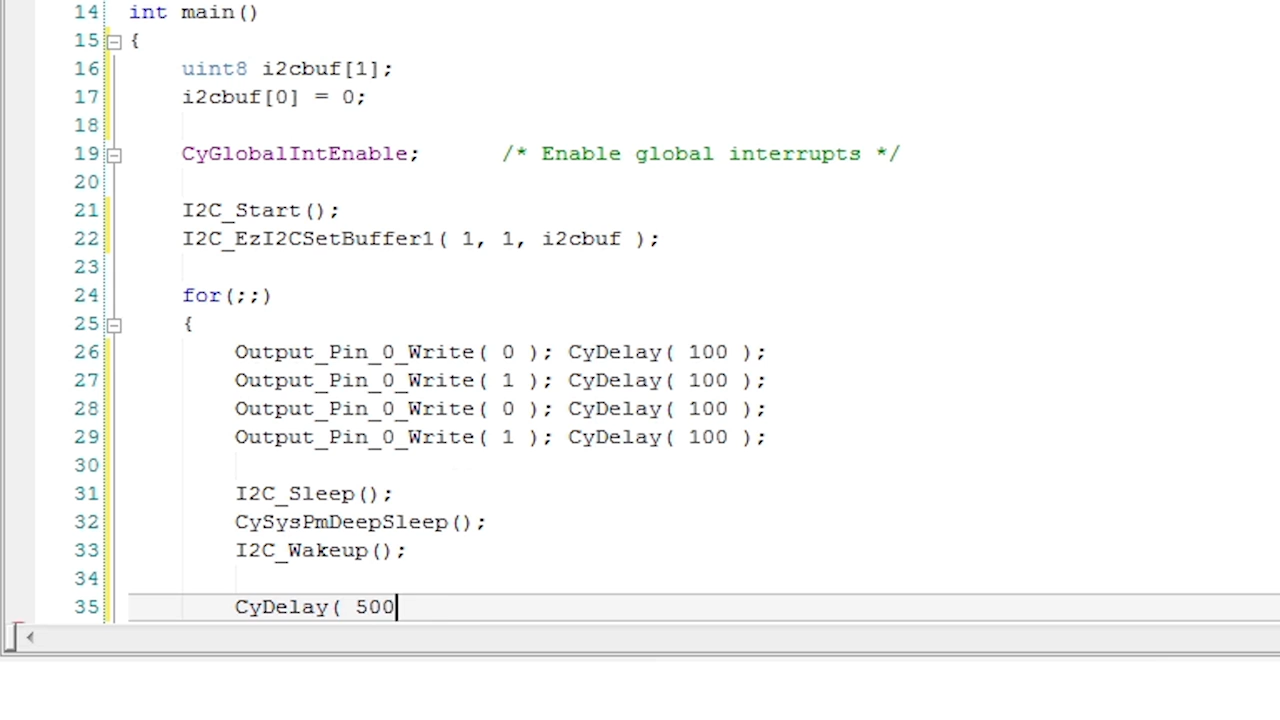 14 int main()
15 {
16 uint8 i2cbuf[1];
17 i2cbuf[0] = 0;
18
19 CyGlobalIntEnable; /* Enable global interrupts */
20
21 I2C_Start();
22 I2C_EzI2CSetBuffer1( 1, 1, i2cbuf );
23
24 for(;;)
25 {
26 Output_Pin_0_Write( 0 ); CyDelay( 100 );
27 Output_Pin_0_Write( 1 ); CyDelay( 100 );
28 Output_Pin_0_Write( 0 ); CyDelay( 100 );
29 Output_Pin_0_Write( 1 ); CyDelay( 100 );
30
31 I2C_Sleep();
32 CySysPmDeepSleep();
33 I2C_Wakeup();
34
35 CyDelay( 500